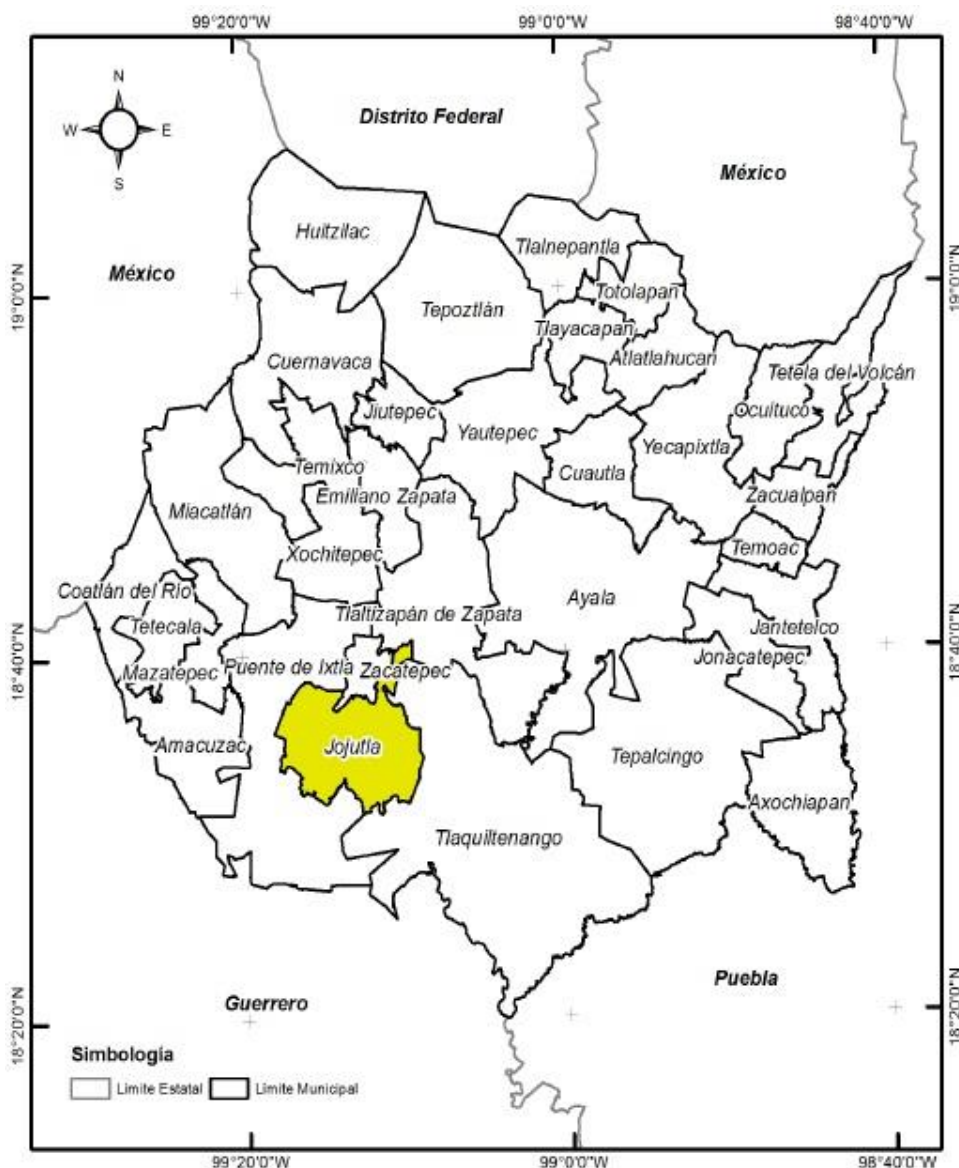 99°20'0"W 99°0'0"W 98°40'0"W
N
W E
S
Distrito Federal
México
Huitzilac
Tlalnepantla
México
Totolapan
Tepoztlán
19°0'0"N 19°0'0"N
Tlayacapan
Cuernavaca
Atlatlahucan
Tetela del Volcán
Jiutepec
Ocuituco
Yautepec
Yecapixtla
Temixco
Cuautla
Emiliano Zapata
Zacualpan
Miacatlán
Xochitepec
Temoac
Coatlán del Río
Ayala
Tlaltizapán de Zapata
Tetecala
Jantetelco
Jonacatepec
18°40'0"N 18°40'0"N
Mazatepec
Puente de Ixtla
Zacatepec
Amacuzac
Jojutla
Tepalcingo
Axochiapan
Tlaquiltenango
Puebla
Guerrero
18°20'0"N 18°20'0"N
Simbología
Limite Estatal Limite Municipal
99°20'0"W 99°0'0"W 98°40'0"W